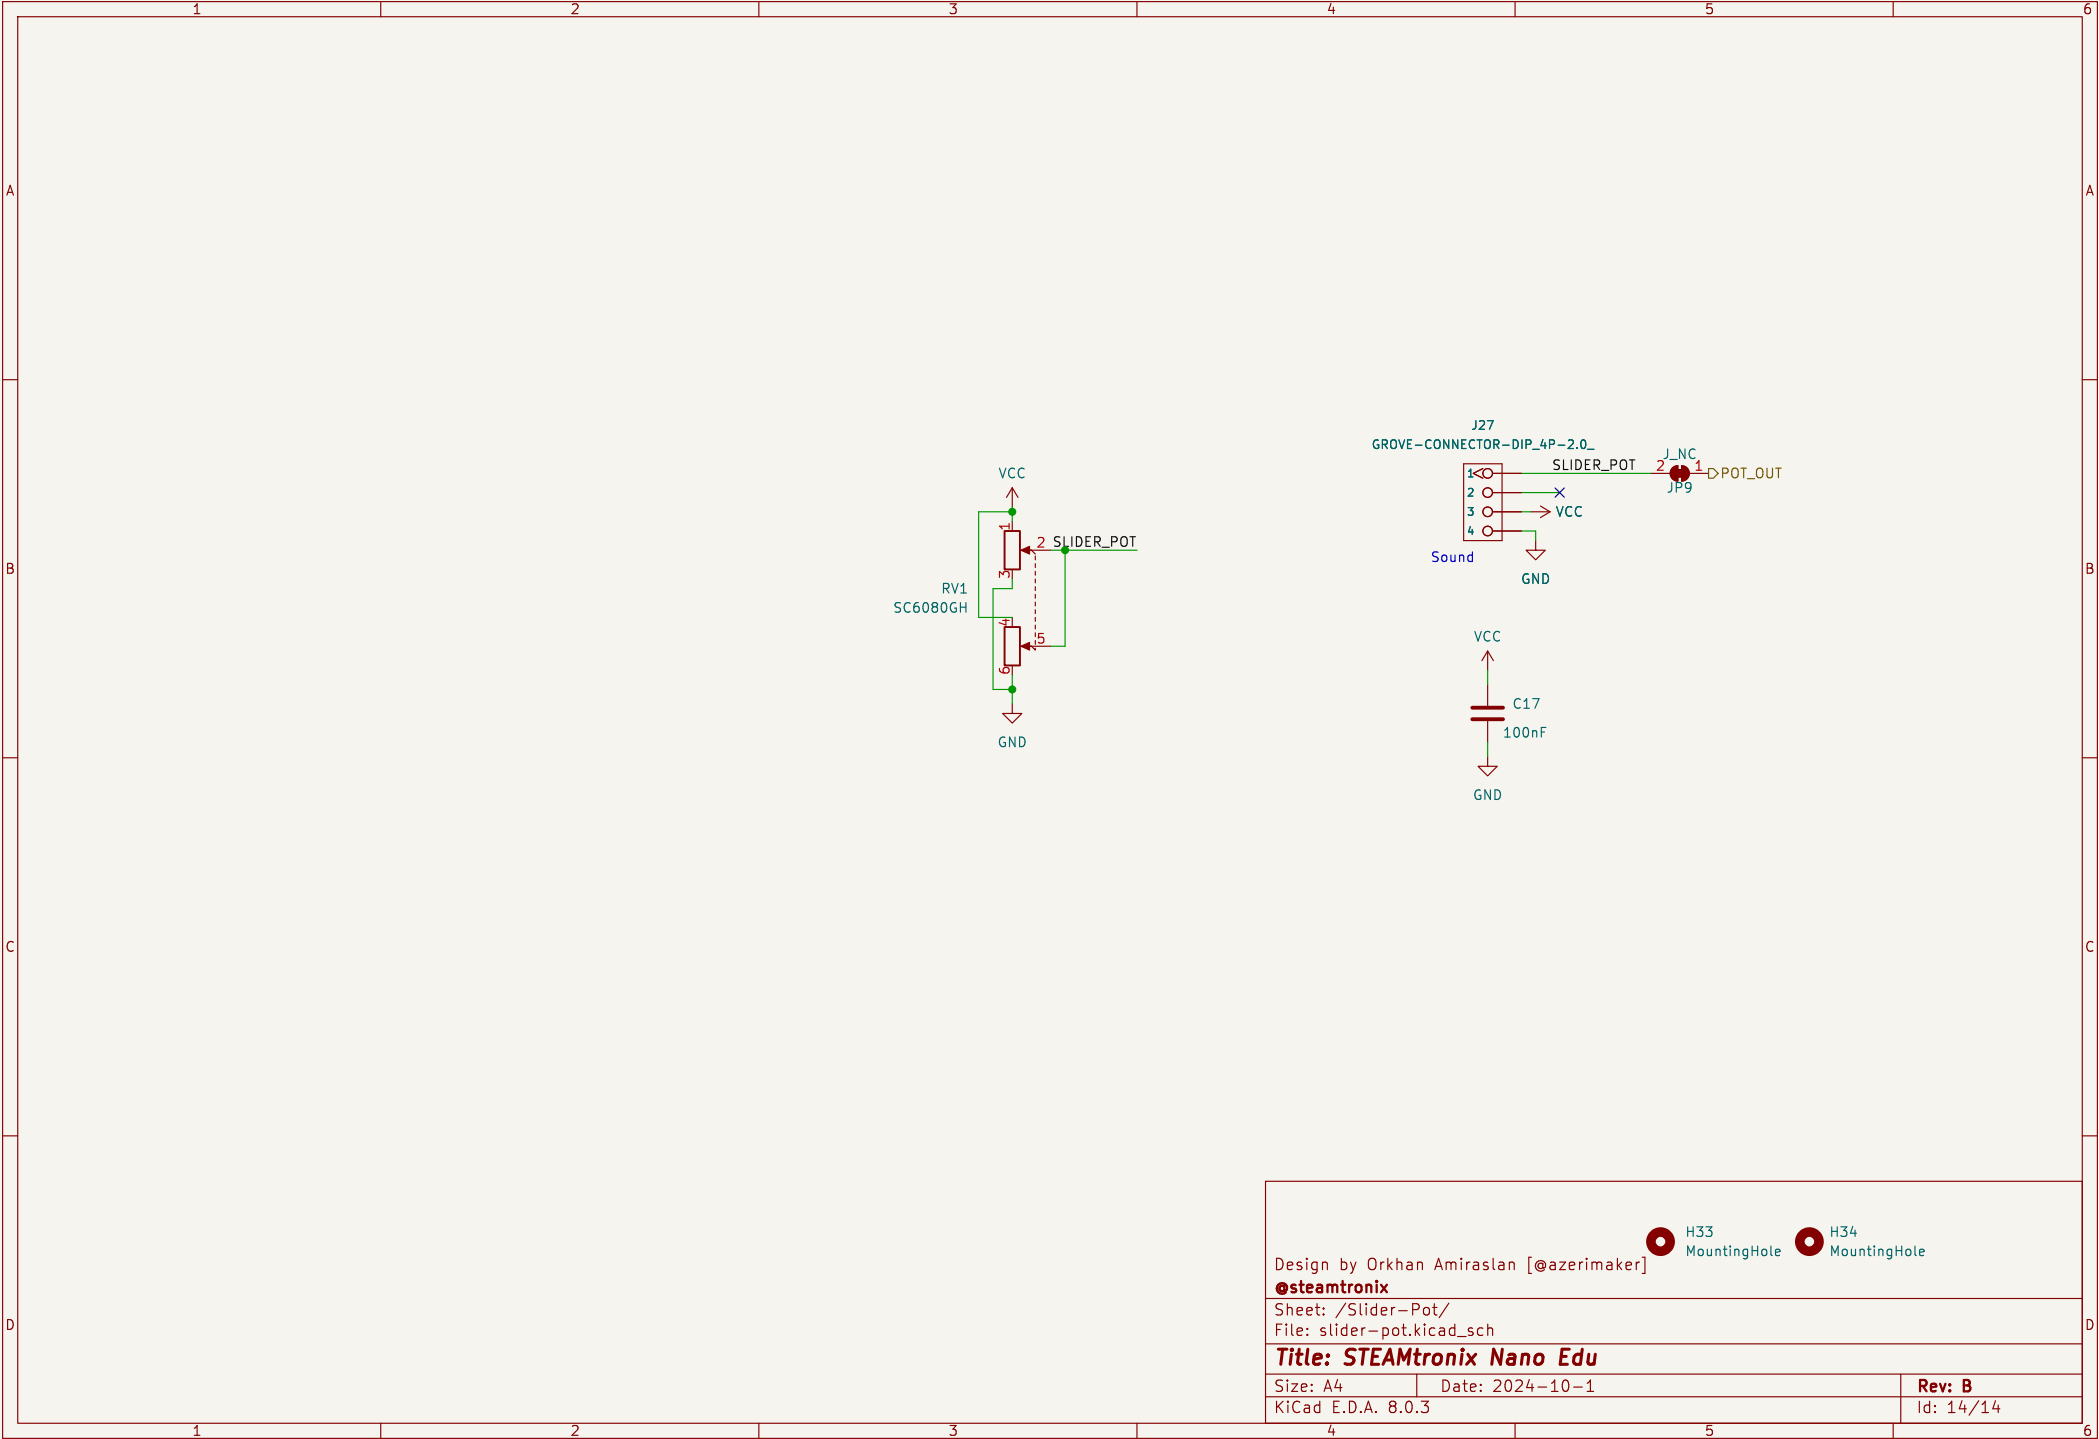 1 2 3 4 5 6
A A
B B
C C
D D
J27
GROVE-CONNECTOR-DIP_4P-2.0_
J_NC
1 SLIDER_POT 2 1 POT_OUT
JP9
2
3 VCC
4
Sound
GND
VCC
1
2 SLIDER_POT
3
RV1
SC6080GH
4
5
6
GND
VCC
C17
100nF
GND
H33
MountingHole
H34
MountingHole
Design by Orkhan Amiraslan [@azerimaker]
@steamtronix
Sheet: /Slider-Pot/
File: slider-pot.kicad_sch
Title: STEAMtronix Nano Edu
Size: A4 Date: 2024-10-1 Rev: B
KiCad E.D.A. 8.0.3 Id: 14/14
1 2 3 4 5 6